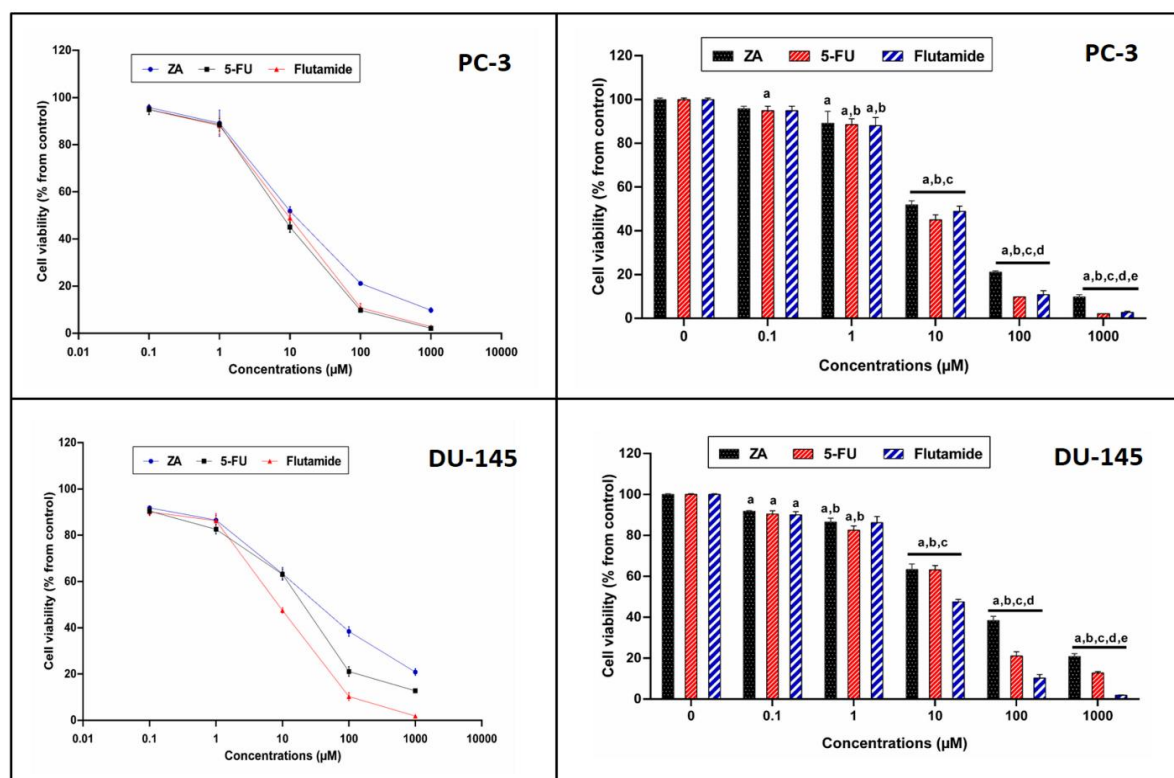 PC-3
ZA 5-FU Flutamide
Cell viability (% from control)
120
100
80
60
40
20
0
0.01 0.1 1 10 100 1000 10000
Concentrations (µM)
PC-3
ZA 5-FU Flutamide
Cell viability (% from control)
120
100
80
60
40
20
0
a
a a,b a,b
a,b,c
a,b,c,d
a,b,c,d,e
0 0.1 1 10 100 1000
Concentrations (µM)
DU-145
ZA 5-FU Flutamide
Cell viability (% from control)
120
100
80
60
40
20
0
0.01 0.1 1 10 100 1000 10000
Concentrations (µM)
DU-145
ZA 5-FU Flutamide
Cell viability (% from control)
120
100
80
60
40
20
0
a a a
a,b a,b
a,b,c
a,b,c,d
a,b,c,d,e
0 0.1 1 10 100 1000
Concentrations (µM)